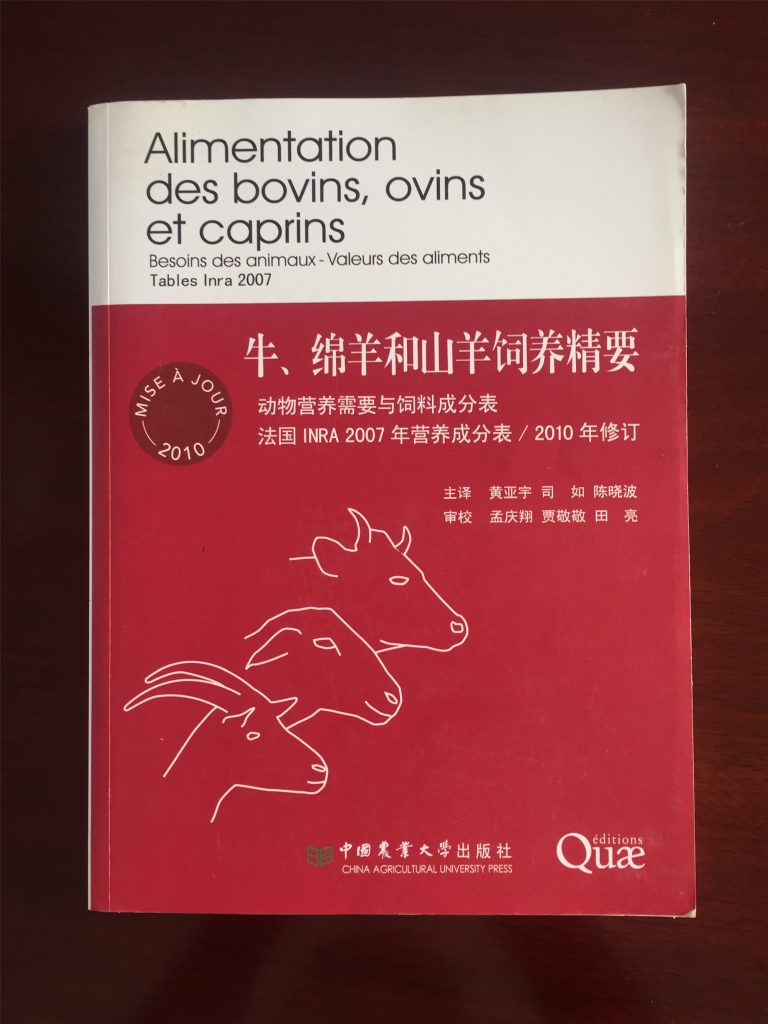 Alimentation
des bovins, ovins
et caprins
Besoins des animaux - Valeurs des aliments
Tables Inra 2007
牛、绵羊和山羊饲养精要
动物营养需要与饲料成分表
法国 INRA 2007 年营养成分表 / 2010 年修订
MISE À JOUR
2010
主译 黄亚宇 司 如 陈晓波
审校 孟庆翔 贾敬敬 田 亮
中国农业大学出版社
CHINA AGRICULTURAL UNIVERSITY PRESS
éditions
Quæ